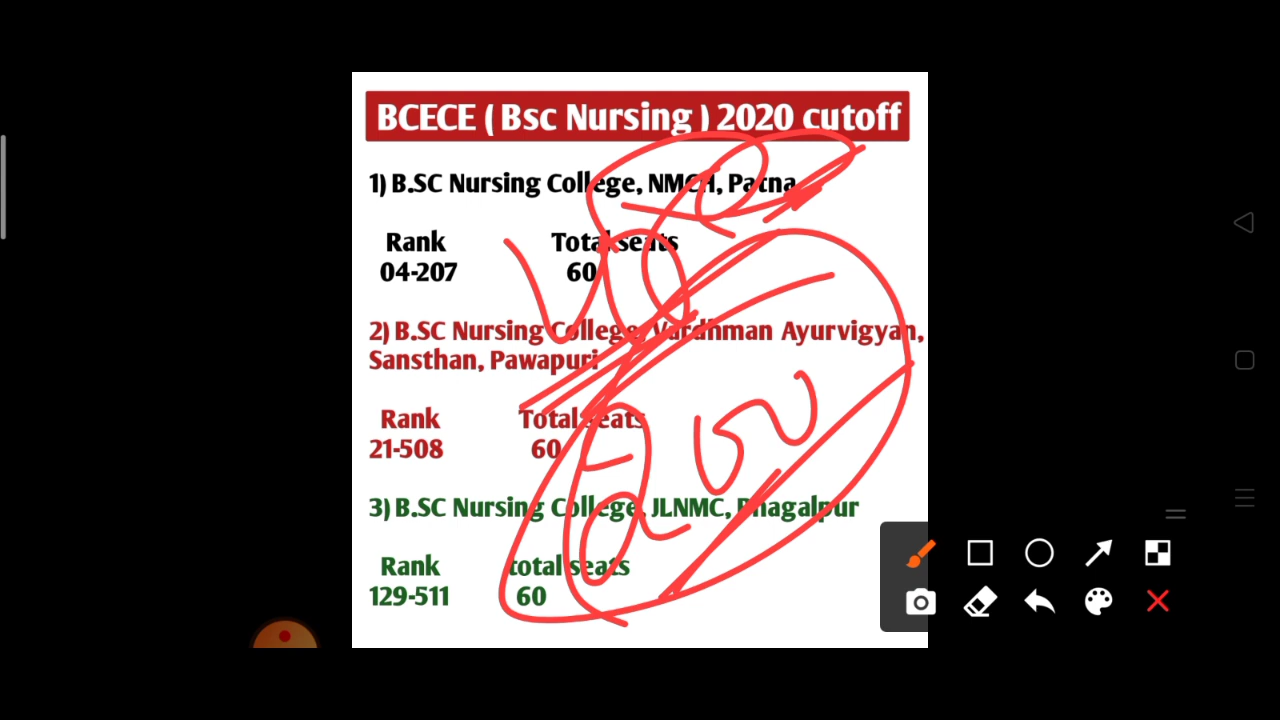 BCECE ( Bsc Nursing ) 2020 cutoff
1) B.SC Nursing College, NMCH, Patna
Rank Total seats
04-207 60
2) B.SC Nursing College, Vardhman Ayurvigyan,
Sansthan, Pawapuri
Rank Total seats
21-508 60
3) B.SC Nursing College, JLNMC, Bhagalpur
Rank total seats
129-511 60